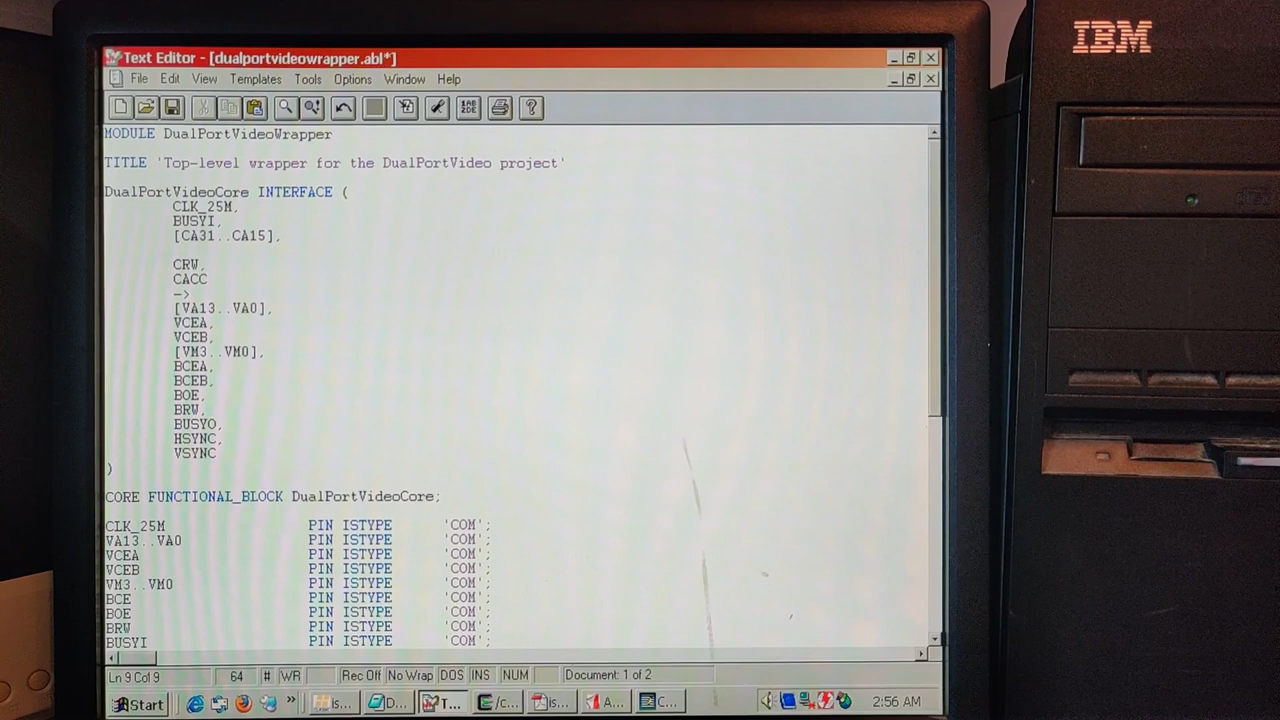 IBM
Text Editor - [dualportvideowrapper.abl*]
File Edit View Templates Tools Options Window Help
MODULE DualPortVideoWrapper
TITLE 'Top-level wrapper for the DualPortVideo project'
DualPortVideoCore INTERFACE (
CLK_25M,
BUSYI,
[CA31..CA15],
CRW,
CACC
->
[VA13..VA0],
VCEA,
VCEB,
[VM3..VM0],
BCEA,
BCEB,
BOE,
BRW,
BUSYO,
HSYNC,
VSYNC
)
CORE FUNCTIONAL_BLOCK DualPortVideoCore;
CLK_25M PIN ISTYPE 'COM';
VA13..VA0 PIN ISTYPE 'COM';
VCEA PIN ISTYPE 'COM';
VCEB PIN ISTYPE 'COM';
VM3..VM0 PIN ISTYPE 'COM';
BCE PIN ISTYPE 'COM';
BOE PIN ISTYPE 'COM';
BRW PIN ISTYPE 'COM';
BUSYI PIN ISTYPE 'COM';
Ln 9 Col 9 64 # WR Rec Off No Wrap DOS INS NUM Document: 1 of 2
Start » is... D... T... /c... is... A... C... 2:56 AM